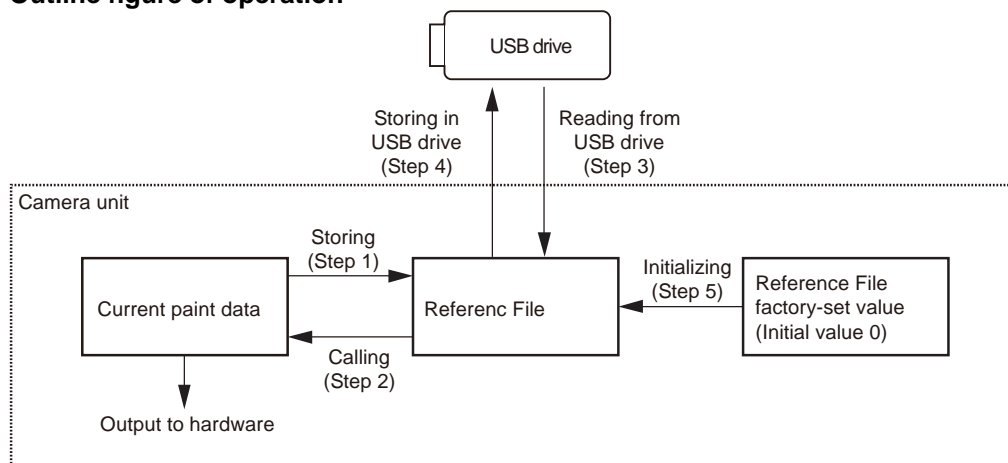 Outline figure of operation
USB drive
Storing in
USB drive
(Step 4)
Reading from
USB drive
(Step 3)
Camera unit
Storing
(Step 1)
Initializing
(Step 5)
Current paint data
Referenc File
Reference File
factory-set value
(Initial value 0)
Calling
(Step 2)
Output to hardware